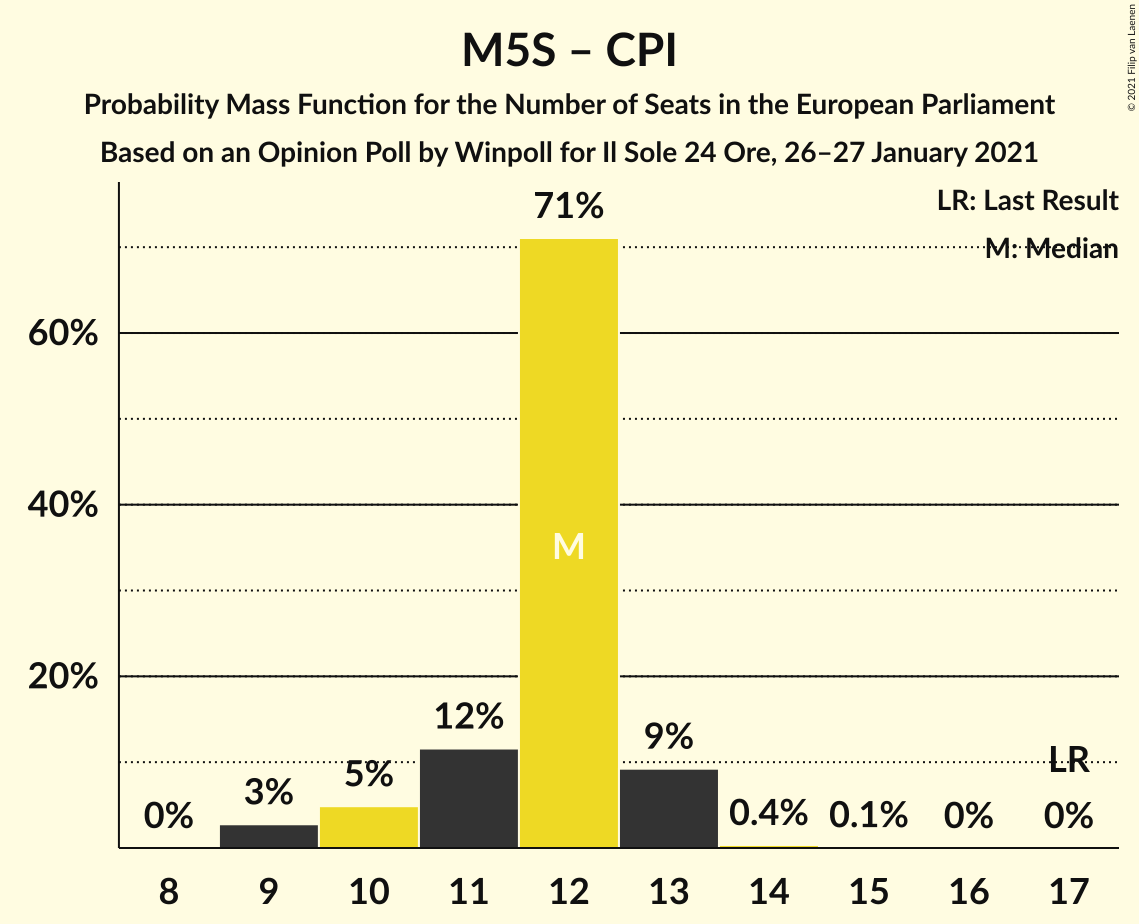 M5S – CPI
Probability Mass Function for the Number of Seats in the European Parliament
Based on an Opinion Poll by Winpoll for Il Sole 24 Ore, 26–27 January 2021
© 2021 Filip van Laenen
LR: Last Result
M: Median
60%
40%
20%
0%
3%
5%
12%
71%
M
9%
0.4%
0.1%
0%
LR
0%
8 9 10 11 12 13 14 15 16 17